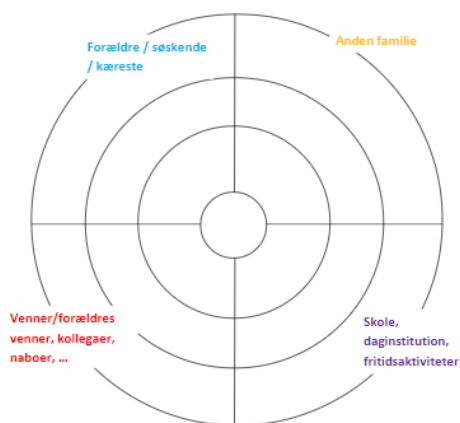 Forældre / søskende
/ kæreste
Anden familie
Venner/forældres
venner, kollegaer,
naboer, ...
Skole,
daginstitution,
fritidsaktiviteter